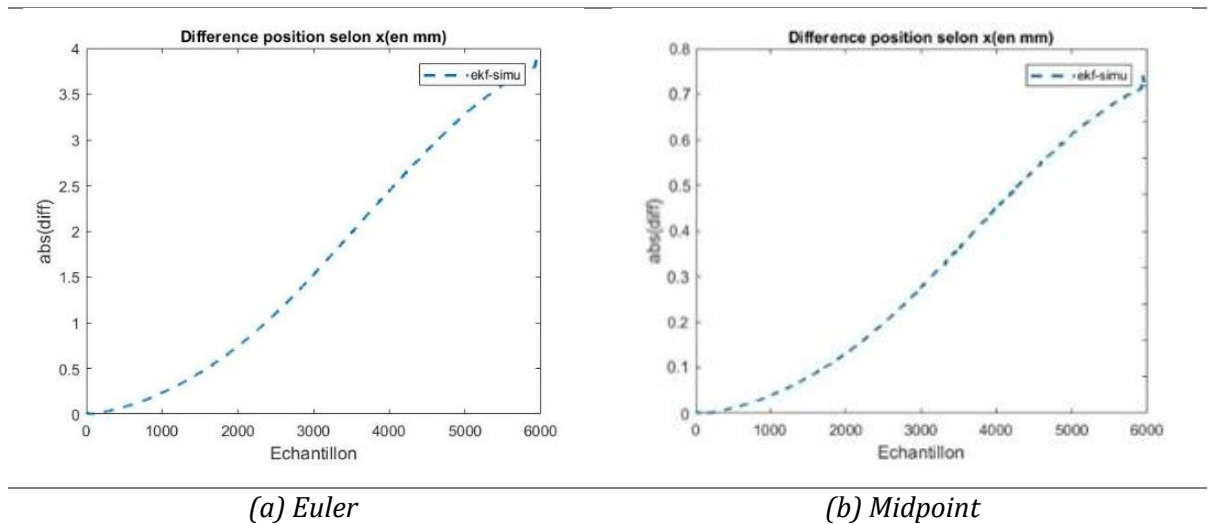 Difference position selon x(en mm)
4
3.5
3
2.5
2
1.5
1
0.5
0
abs(diff)
ekf-simu
0 1000 2000 3000 4000 5000 6000
Echantillon
(a) Euler
Difference position selon x(en mm)
0.8
0.7
0.6
0.5
0.4
0.3
0.2
0.1
0
abs(diff)
ekf-simu
0 1000 2000 3000 4000 5000 6000
Echantillon
(b) Midpoint